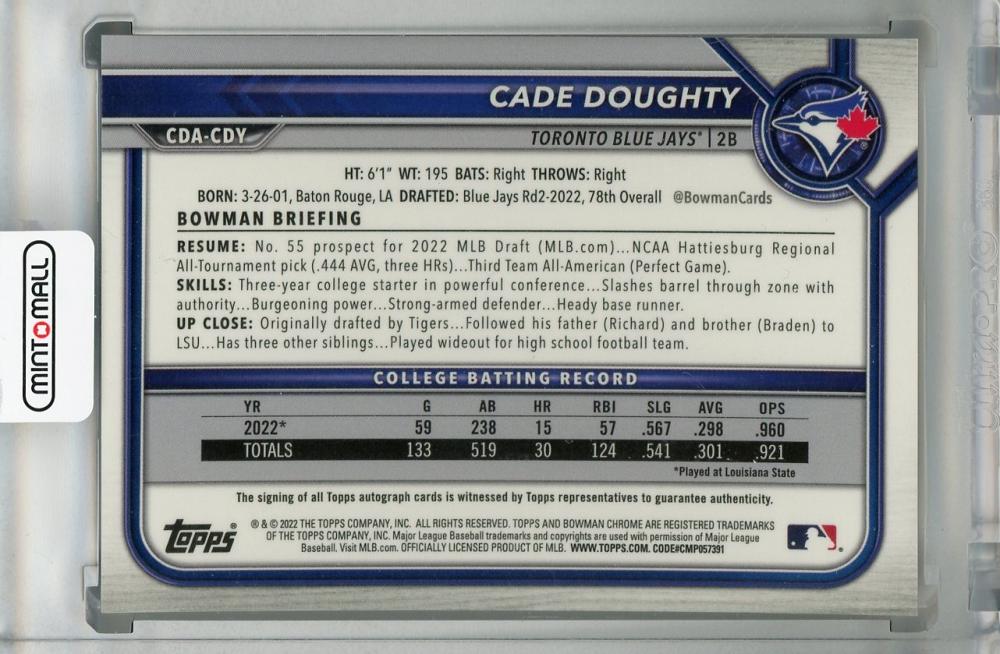 CADE DOUGHTY
CDA-CDY
TORONTO BLUE JAYS® | 2B
HT: 6'1" WT: 195 BATS: Right THROWS: Right
BORN: 3-26-01, Baton Rouge, LA DRAFTED: Blue Jays Rd2-2022, 78th Overall @BowmanCards
BOWMAN BRIEFING
RESUME: No. 55 prospect for 2022 MLB Draft (MLB.com)...NCAA Hattiesburg Regional
All-Tournament pick (.444 AVG, three HRs)...Third Team All-American (Perfect Game).
SKILLS: Three-year college starter in powerful conference...Slashes barrel through zone with
authority...Burgeoning power...Strong-armed defender...Heady base runner.
UP CLOSE: Originally drafted by Tigers...Followed his father (Richard) and brother (Braden) to
LSU...Has three other siblings...Played wideout for high school football team.
MINTOMALL
COLLEGE BATTING RECORD
YR G AB HR RBI SLG AVG OPS
2022* 59 238 15 57 .567 .298 .960
TOTALS 133 519 30 124 .541 .301 .921
*Played at Louisiana State
The signing of all Topps autograph cards is witnessed by Topps representatives to guarantee authenticity.
Topps®
® & © 2022 THE TOPPS COMPANY, INC. ALL RIGHTS RESERVED. TOPPS AND BOWMAN CHROME ARE REGISTERED TRADEMARKS
OF THE TOPPS COMPANY, INC. Major League Baseball trademarks and copyrights are used with permission of Major League
Baseball. Visit MLB.com. OFFICIALLY LICENSED PRODUCT OF MLB. WWW.TOPPS.COM. CODE#CMP057391